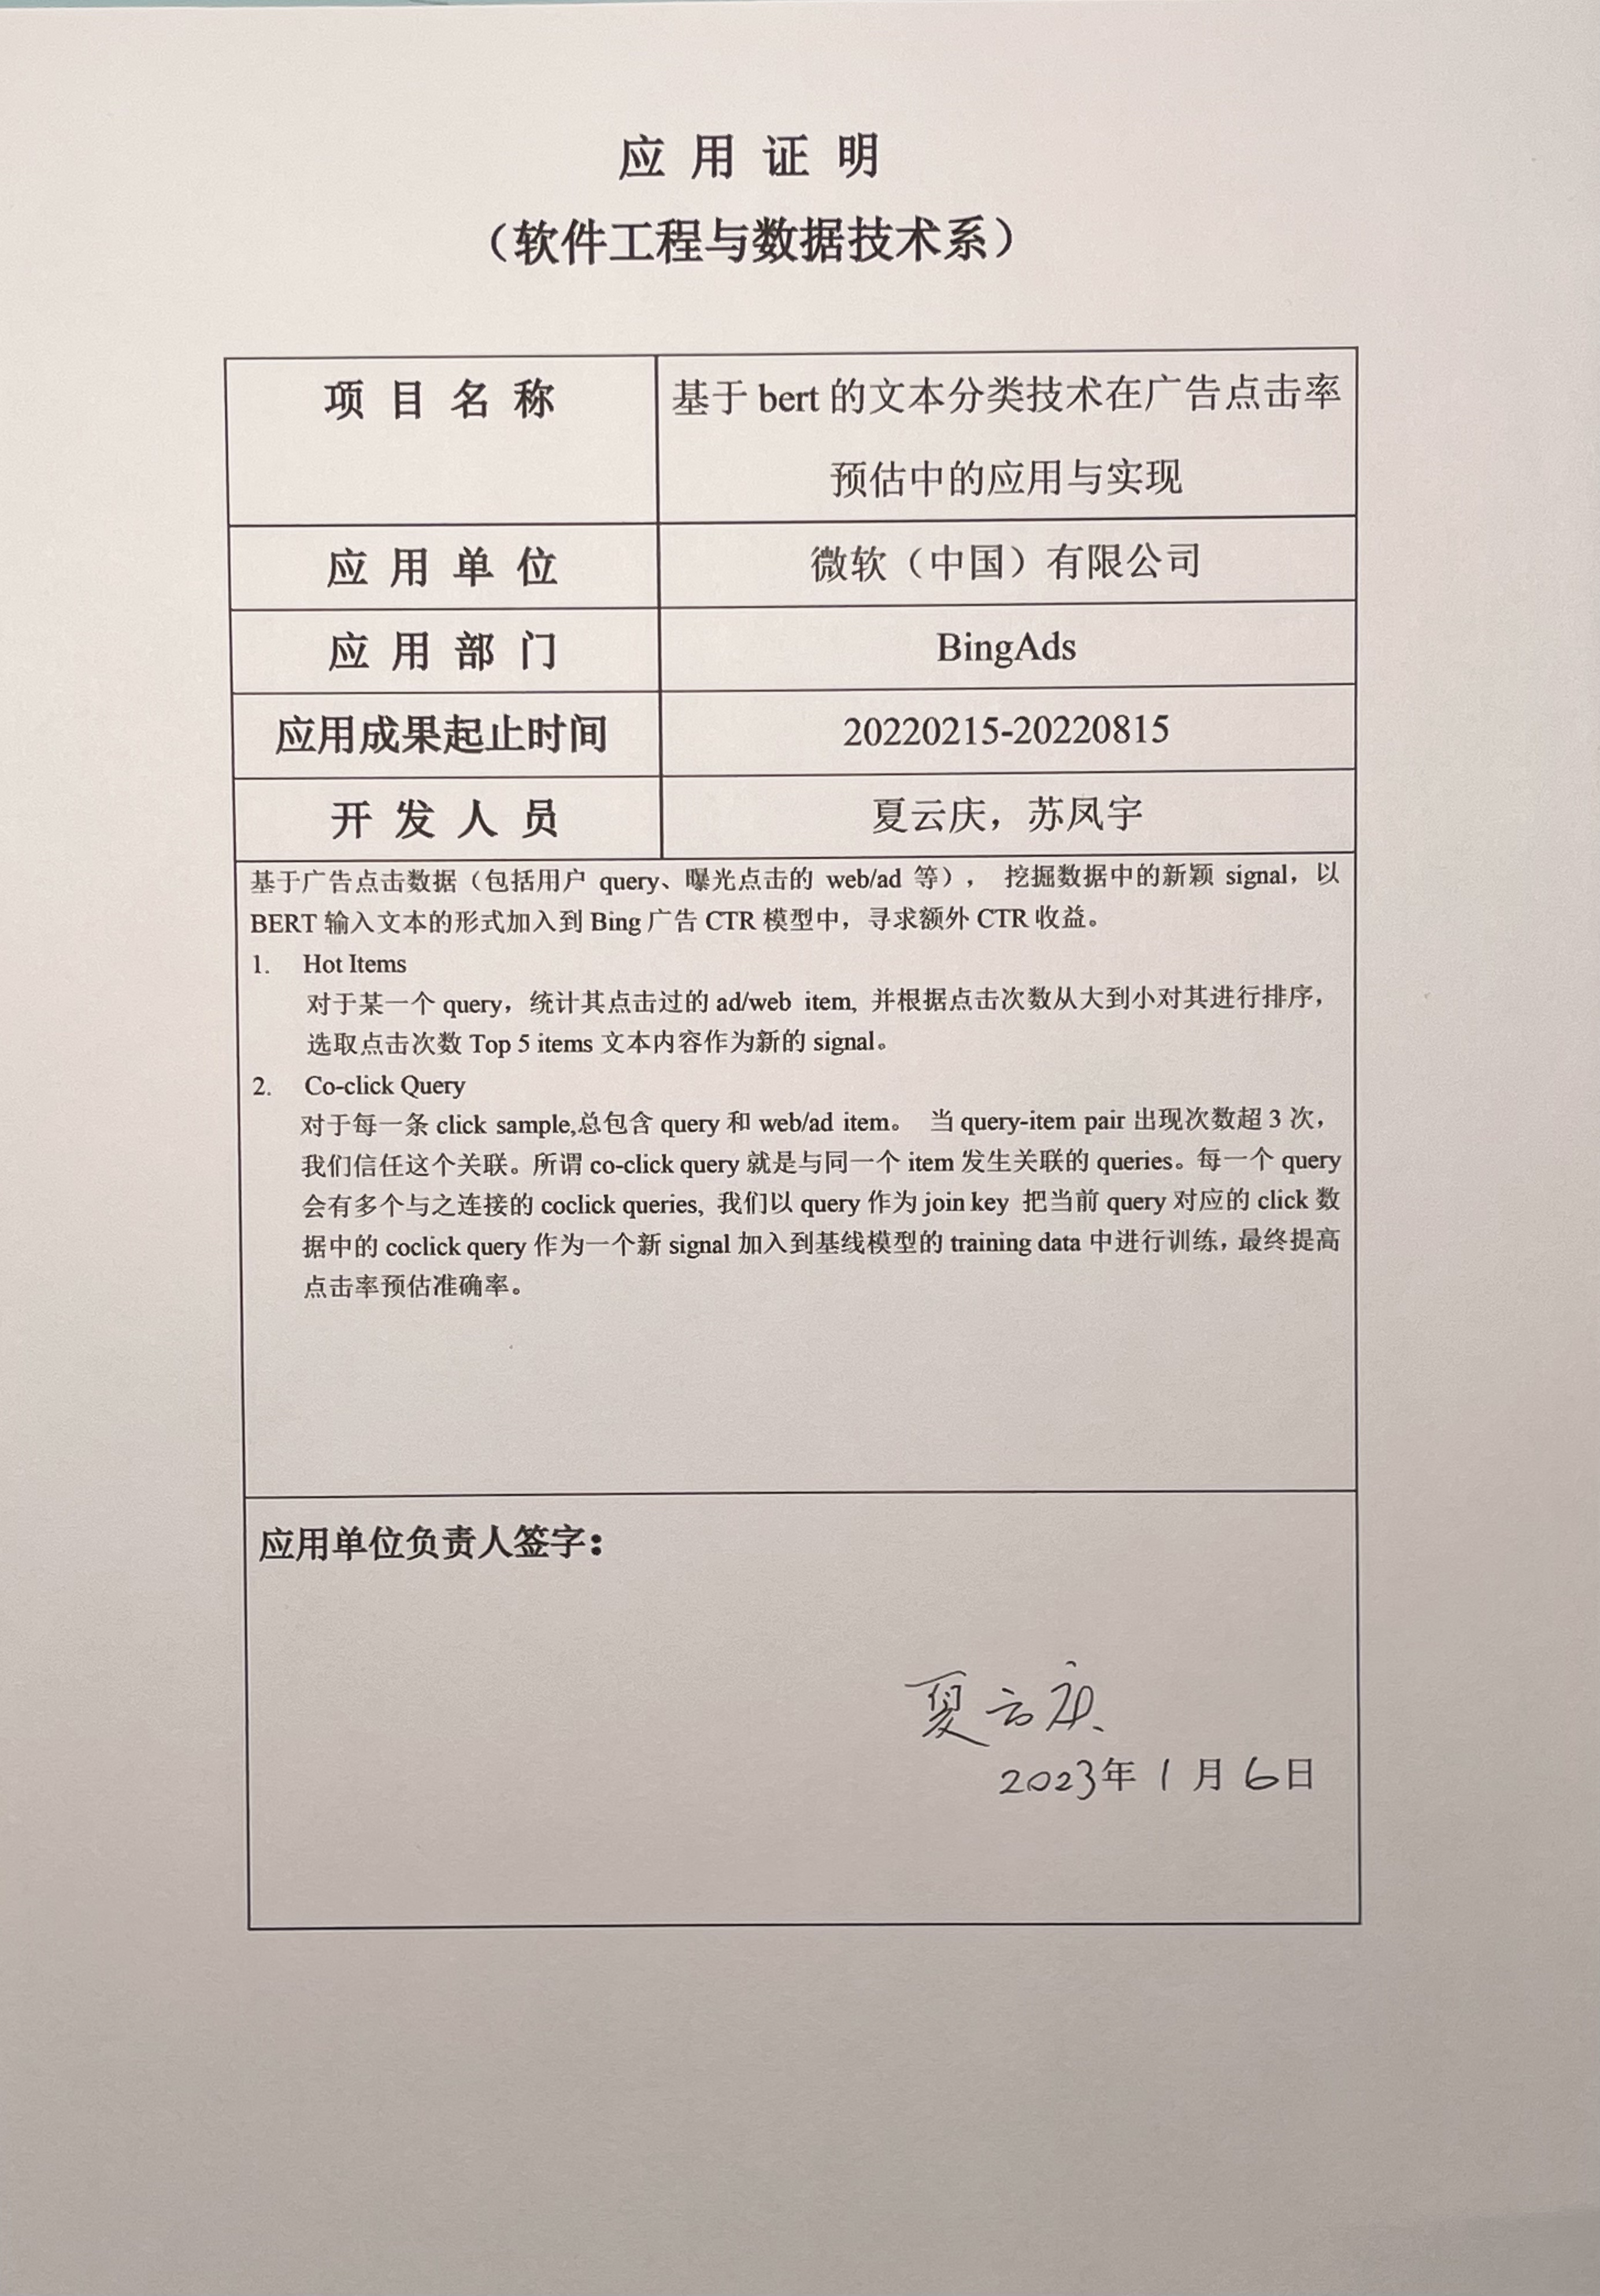 应 用 证 明
（软件工程与数据技术系）
项 目 名 称
基于 bert 的文本分类技术在广告点击率
预估中的应用与实现
应 用 单 位
微软（中国）有限公司
应 用 部 门
BingAds
应用成果起止时间
20220215-20220815
开 发 人 员
夏云庆，苏凤宇
基于广告点击数据（包括用户 query、曝光点击的 web/ad 等）， 挖掘数据中的新颖 signal，以
BERT 输入文本的形式加入到 Bing 广告 CTR 模型中，寻求额外 CTR 收益。
1. Hot Items
对于某一个 query，统计其点击过的 ad/web item, 并根据点击次数从大到小对其进行排序，
选取点击次数 Top 5 items 文本内容作为新的 signal。
2. Co-click Query
对于每一条 click sample,总包含 query 和 web/ad item。 当 query-item pair 出现次数超 3 次，
我们信任这个关联。所谓 co-click query 就是与同一个 item 发生关联的 queries。每一个 query
会有多个与之连接的 coclick queries, 我们以 query 作为 join key 把当前 query 对应的 click 数
据中的 coclick query 作为一个新 signal 加入到基线模型的 training data 中进行训练，最终提高
点击率预估准确率。
应用单位负责人签字：
夏云庆
2023年 1 月 6日